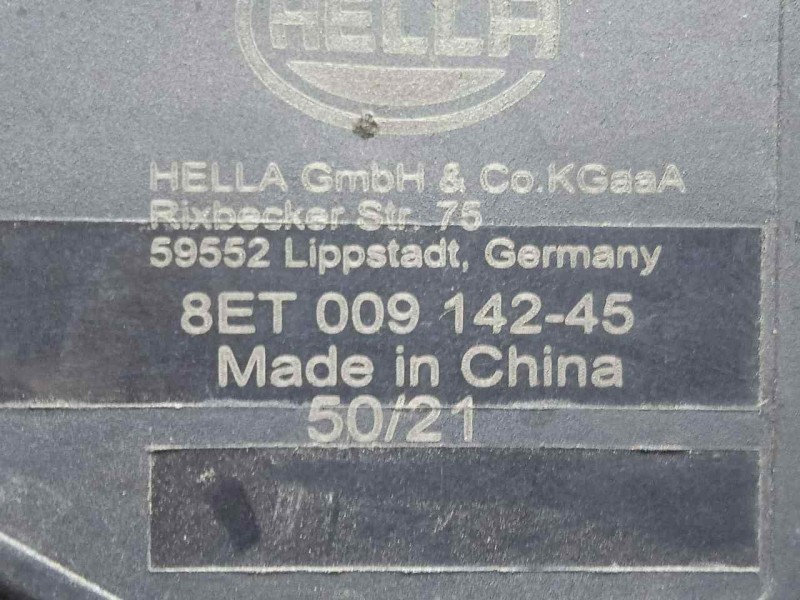 HELLA
HELLA GmbH & Co.KGaaA
Rixbecker Str. 75
59552 Lippstadt, Germany
8ET 009 142-45
Made in China
50/21